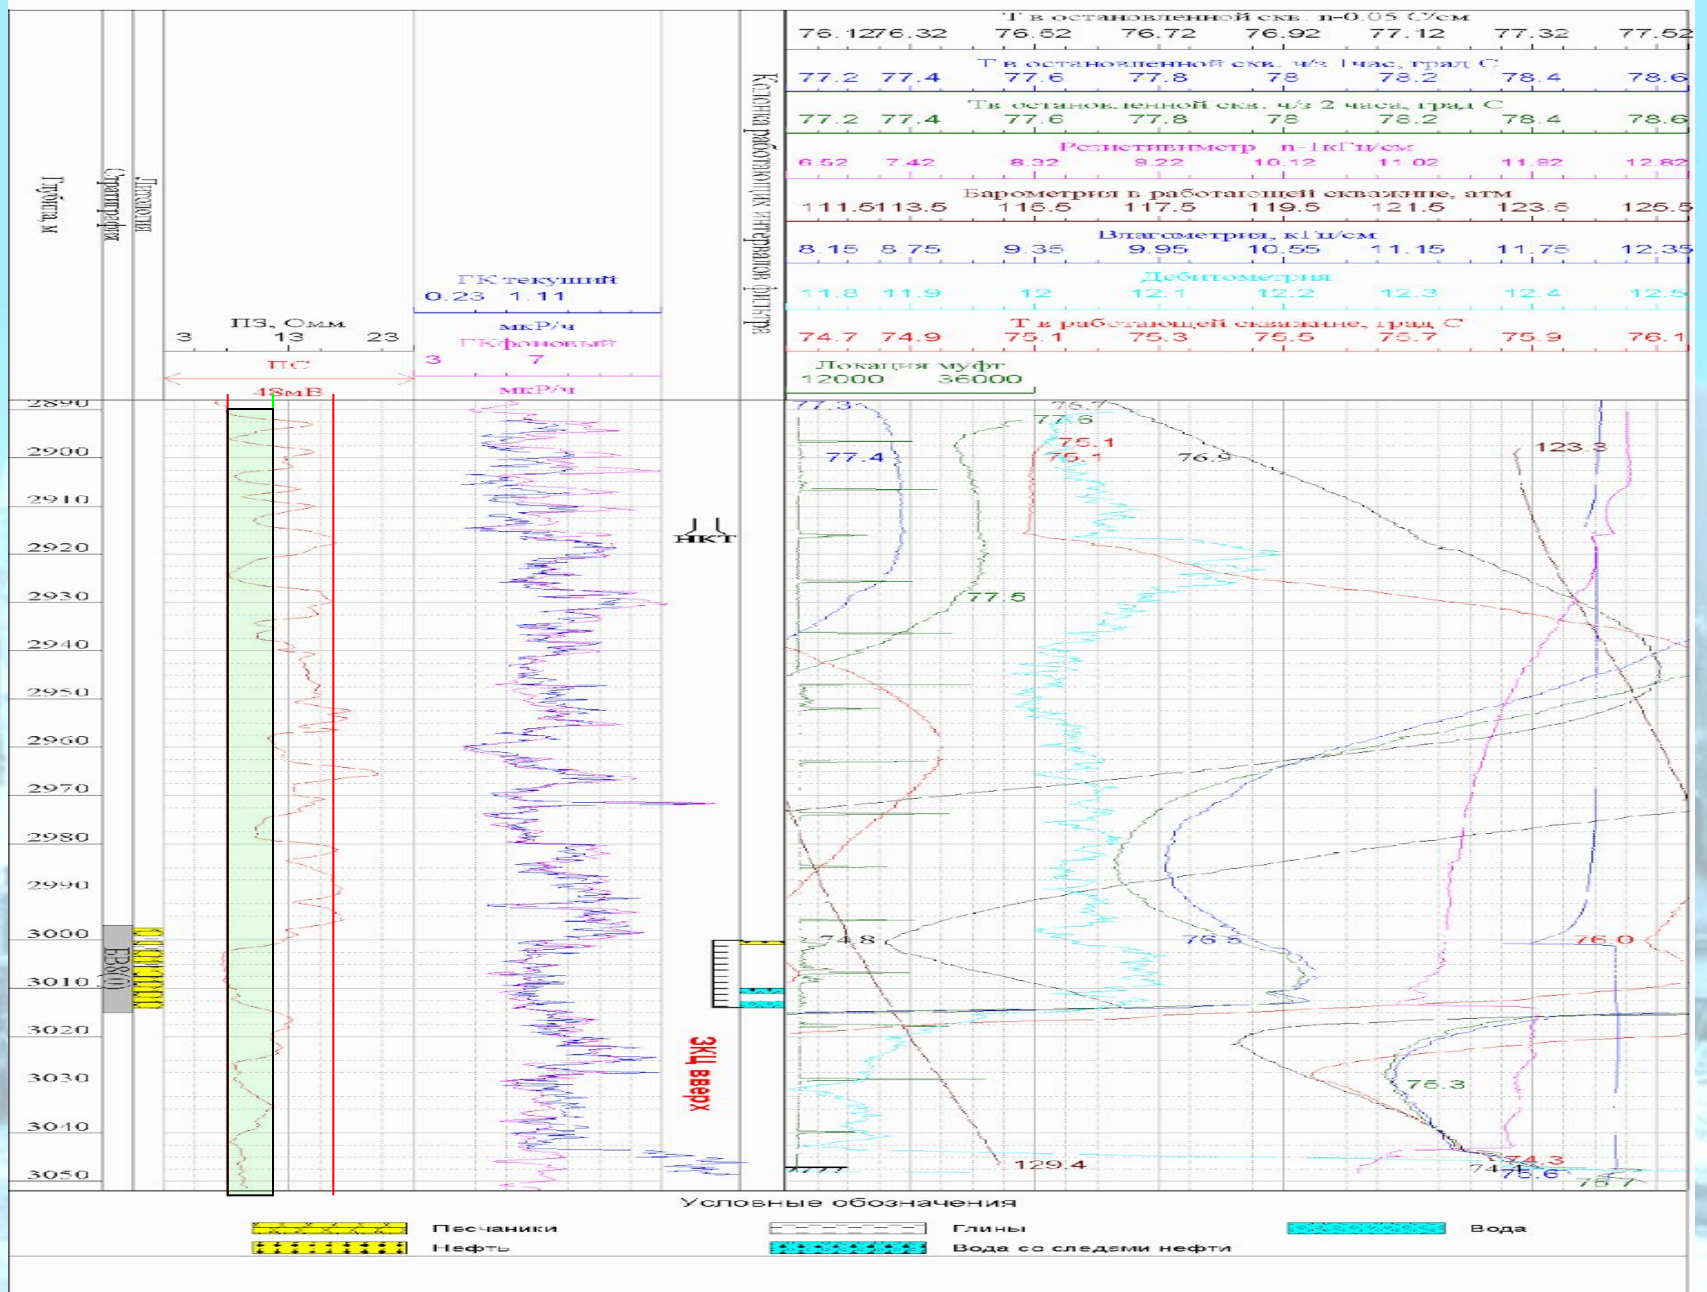 Т в остановленной скв. п-0.05 С/см
76.12 76.32 76.52 76.72 76.92 77.12 77.32 77.52
Т в остановленной скв. ч/з 1час, град С
77.2 77.4 77.6 77.8 78 78.2 78.4 78.6
Тв остановленной скв. ч/з 2 часа, град С
77.2 77.4 77.6 77.8 78 78.2 78.4 78.6
Резистивиметр п-1кГц/см
6.52 7.42 8.32 9.22 10.12 11.02 11.92 12.82
Барометрия в работающей скважине, атм
111.5 113.5 115.5 117.5 119.5 121.5 123.5 125.5
Влагометрия, кГц/см
8.15 8.75 9.35 9.95 10.55 11.15 11.75 12.35
Дебитометрия
11.8 11.9 12 12.1 12.2 12.3 12.4 12.5
Т в работающей скважине, град С
74.7 74.9 75.1 75.3 75.5 75.7 75.9 76.1
Локация муфт
12000 36000
Глубина, м
Стратиграфия
Литология
ПЗ, Омм
3 13 23
ПС
48мВ
ГК текущий
0.23 1.11
мкР/ч
ГКфоновый
3 7
мкР/ч
Колонка работающих интервалов фильтра
2890
2900
2910
2920
2930
2940
2950
2960
2970
2980
2990
3000
3010
3020
3030
3040
3050
НКТ
ЗКЦ вверх
77.3
76.7
77.6
75.1
75.1
77.4
76.9
123.3
77.5
74.8
76.5
76.0
75.3
129.4
74.3
75.6
75.7
Условные обозначения
Песчаники Глины Вода
Нефть Вода со следами нефти